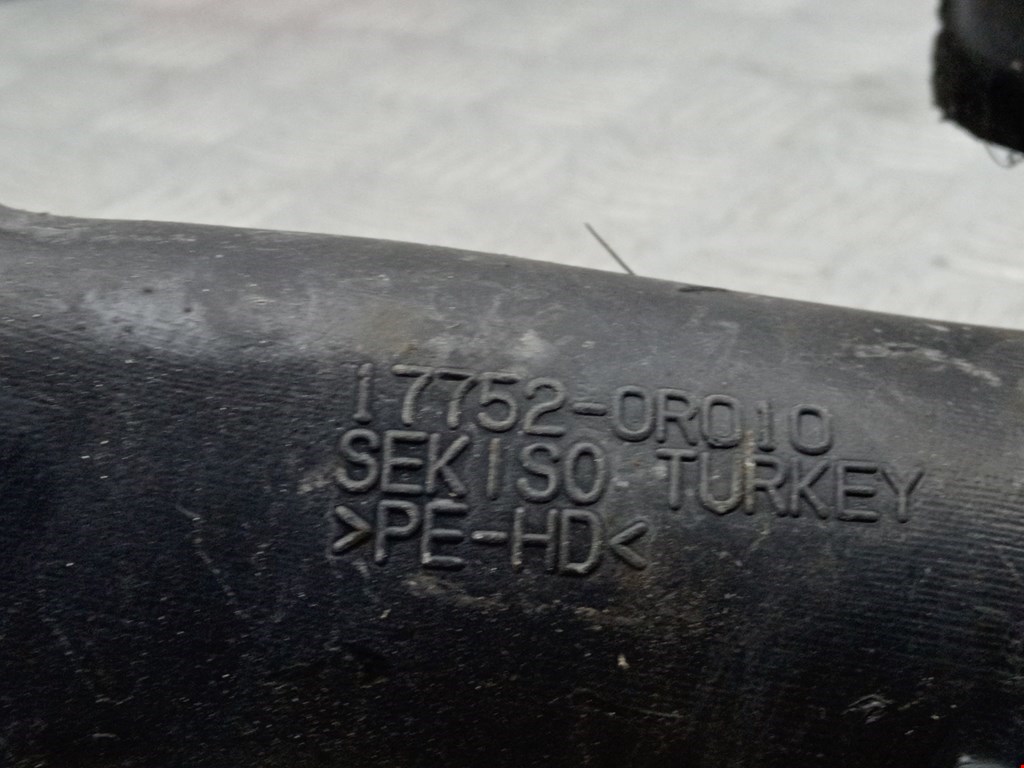 17752-0R010
SEKISO TURKEY
>PE-HD<